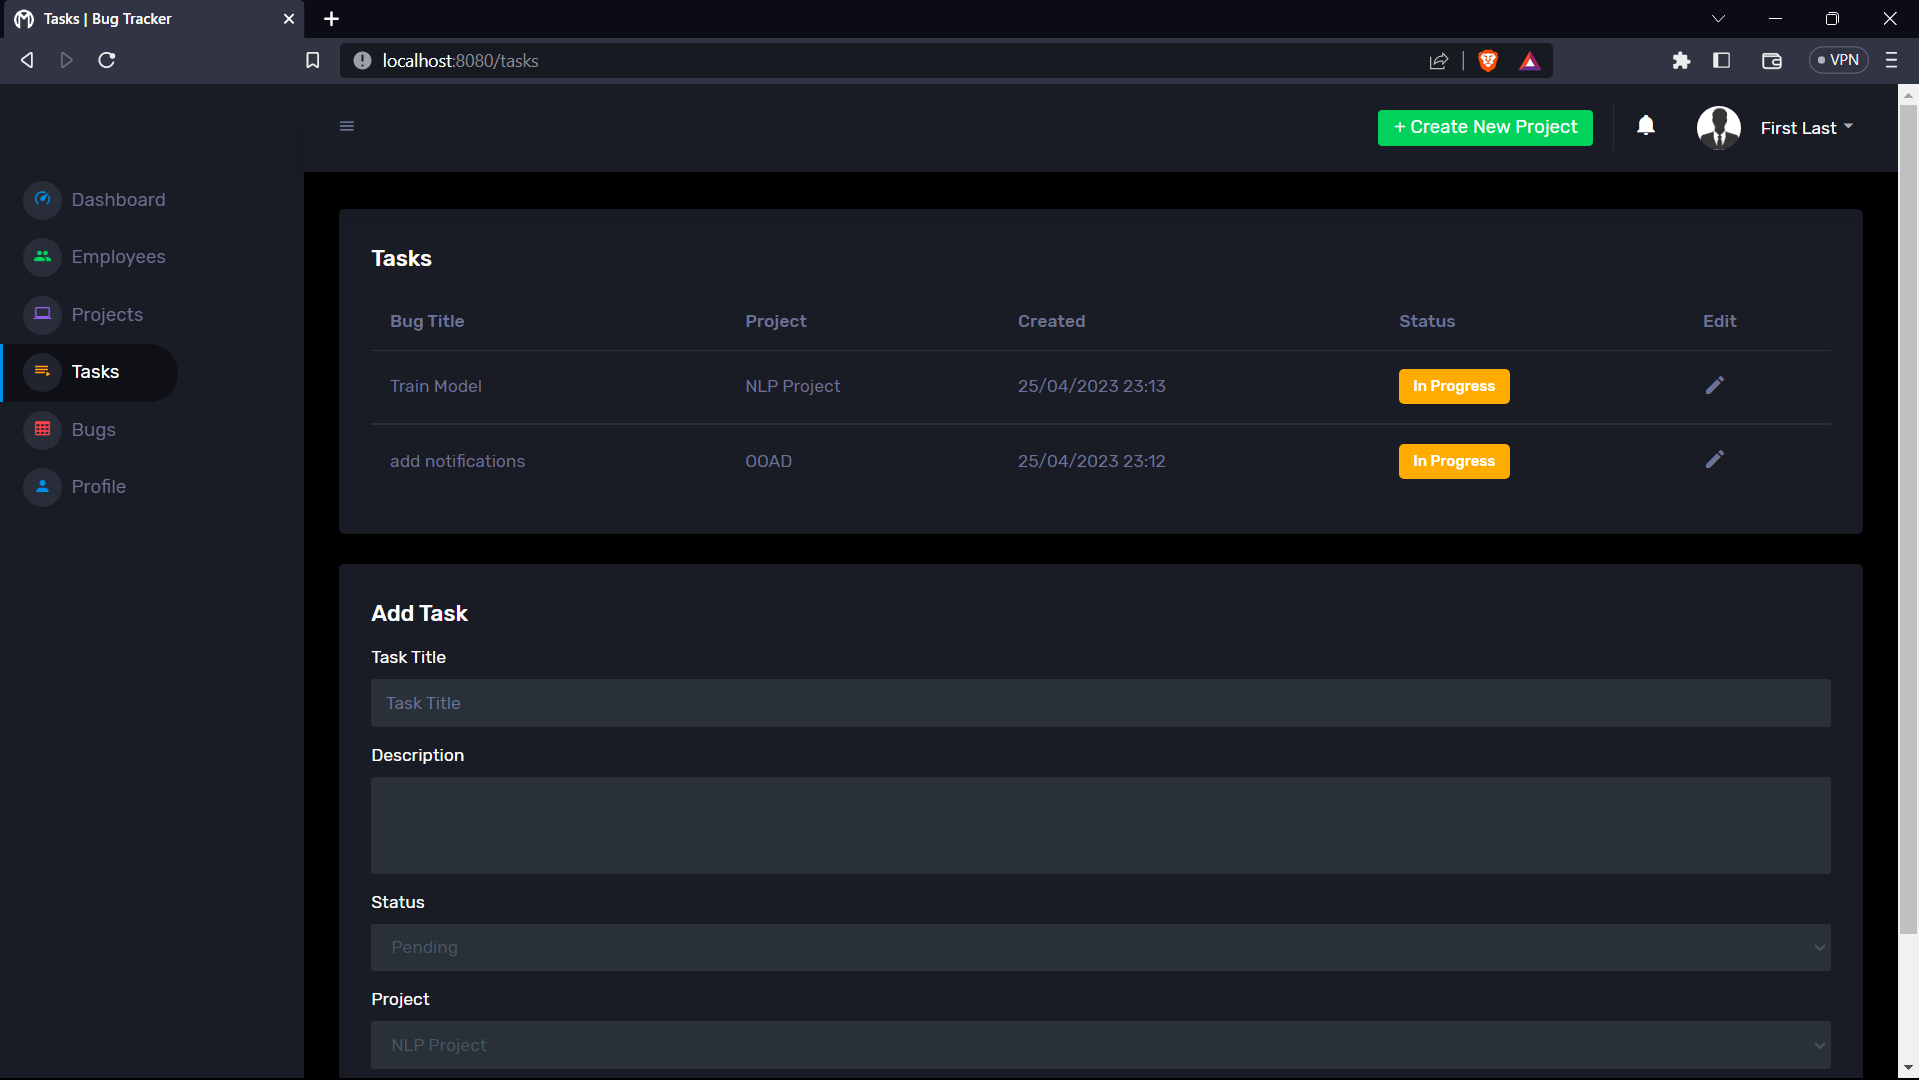 Tasks | Bug Tracker
localhost:8080/tasks
VPN
+ Create New Project
First Last
Dashboard
Employees
Projects
Tasks
Bugs
Profile
Tasks
Bug Title Project Created Status Edit
Train Model NLP Project 25/04/2023 23:13 In Progress
add notifications OOAD 25/04/2023 23:12 In Progress
Add Task
Task Title
Task Title
Description
Status
Pending
Project
NLP Project